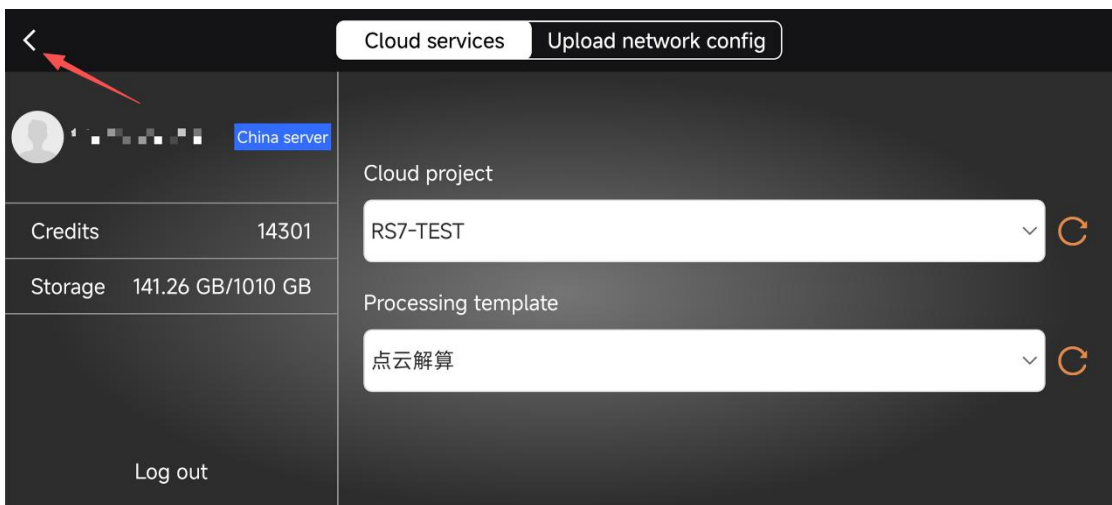 Cloud services
Upload network config
China server
Credits 14301
Storage 141.26 GB/1010 GB
Log out
Cloud project
RS7-TEST
Processing template
点云解算